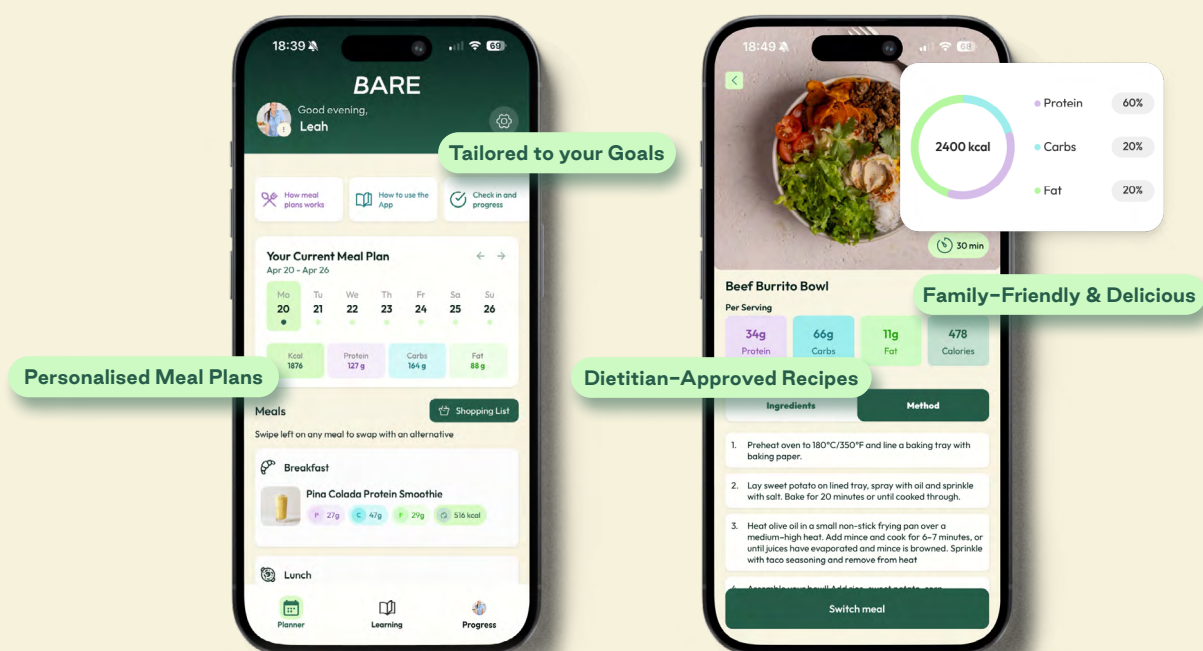 18:39
69
BARE
Good evening,
Leah
Tailored to your Goals
How meal
plans works
How to use the
App
Check in and
progress
Your Current Meal Plan
Apr 20 - Apr 26
Mo Tu We Th Fr Sa Su
20 21 22 23 24 25 26
Kcal Protein Carbs Fat
1876 127 g 164 g 88 g
Personalised Meal Plans
Meals
Shopping List
Swipe left on any meal to swap with an alternative
Breakfast
Pina Colada Protein Smoothie
P 27g C 47g F 29g 516 kcal
Lunch
Planner Learning Progress
18:49
68
2400 kcal
Protein 60%
Carbs 20%
Fat 20%
30 min
Beef Burrito Bowl
Family-Friendly & Delicious
Per Serving
34g 66g 11g 478
Protein Carbs Fat Calories
Dietitian-Approved Recipes
Ingredients Method
1. Preheat oven to 180°C/350°F and line a baking tray with
baking paper.
2. Lay sweet potato on lined tray, spray with oil and sprinkle
with salt. Bake for 20 minutes or until cooked through.
3. Heat olive oil in a small non-stick frying pan over a
medium-high heat. Add mince and cook for 6-7 minutes, or
until juices have evaporated and mince is browned. Sprinkle
with taco seasoning and remove from heat
Switch meal